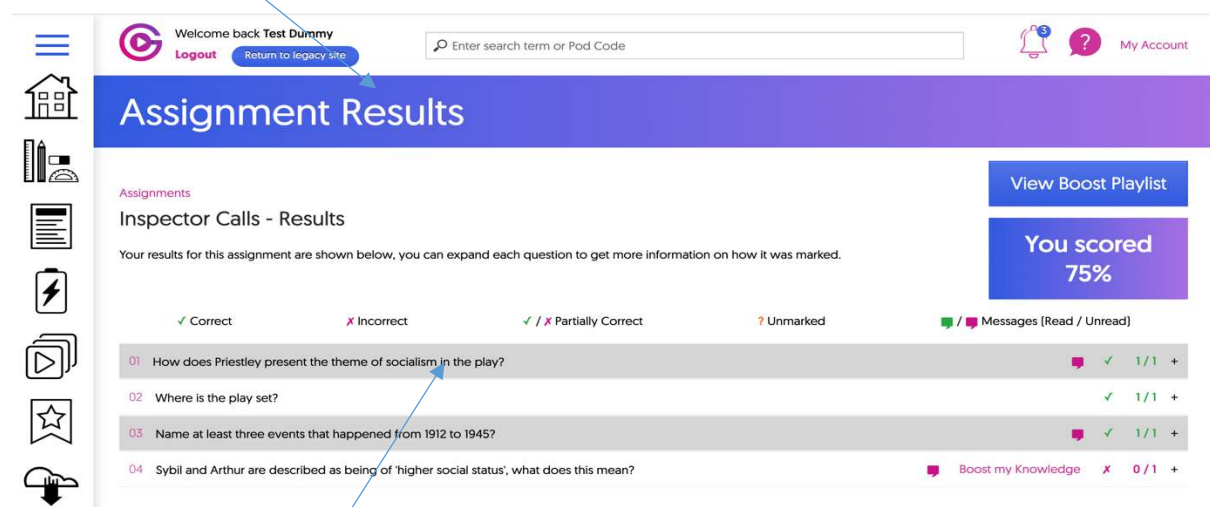 Welcome back Test Dummy
Logout Return to legacy site
Enter search term or Pod Code
3
?
My Account
Assignment Results
View Boost Playlist
Assignments
Inspector Calls - Results
Your results for this assignment are shown below, you can expand each question to get more information on how it was marked.
You scored
75%
✓ Correct ✗ Incorrect ✓ / ✗ Partially Correct ? Unmarked / Messages (Read / Unread)
01 How does Priestley present the theme of socialism in the play? ✓ 1 / 1 +
02 Where is the play set? ✓ 1 / 1 +
03 Name at least three events that happened from 1912 to 1945? ✓ 1 / 1 +
04 Sybil and Arthur are described as being of 'higher social status', what does this mean? Boost my Knowledge ✗ 0 / 1 +